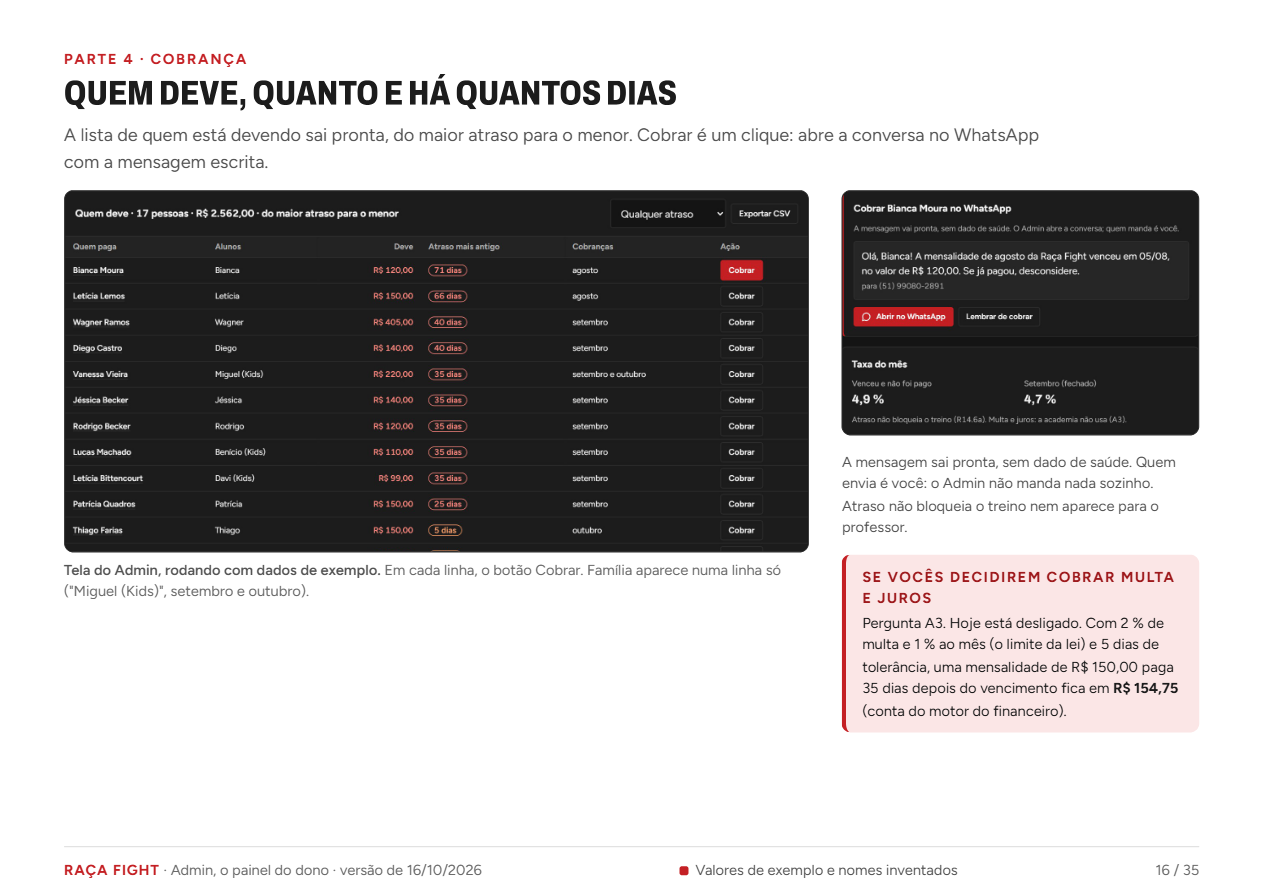 PARTE 4 · COBRANÇA
QUEM DEVE, QUANTO E HÁ QUANTOS DIAS
A lista de quem está devendo sai pronta, do maior atraso para o menor. Cobrar é um clique: abre a conversa no WhatsApp
com a mensagem escrita.
Quem deve · 17 pessoas · R$ 2.562,00 · do maior atraso para o menor
Qualquer atraso
Exportar CSV
Quem paga Alunos Deve Atraso mais antigo Cobranças Ação
Bianca Moura Bianca R$ 120,00 71 dias agosto Cobrar
Letícia Lemos Letícia R$ 150,00 66 dias agosto Cobrar
Wagner Ramos Wagner R$ 405,00 40 dias setembro Cobrar
Diego Castro Diego R$ 140,00 40 dias setembro Cobrar
Vanessa Vieira Miguel (Kids) R$ 220,00 35 dias setembro e outubro Cobrar
Jéssica Becker Jéssica R$ 140,00 35 dias setembro Cobrar
Rodrigo Becker Rodrigo R$ 120,00 35 dias setembro Cobrar
Lucas Machado Benício (Kids) R$ 110,00 35 dias setembro Cobrar
Letícia Bittencourt Davi (Kids) R$ 99,00 35 dias setembro Cobrar
Patrícia Quadros Patrícia R$ 150,00 25 dias setembro Cobrar
Thiago Farias Thiago R$ 150,00 5 dias outubro Cobrar
Tela do Admin, rodando com dados de exemplo. Em cada linha, o botão Cobrar. Família aparece numa linha só
("Miguel (Kids)", setembro e outubro).
Cobrar Bianca Moura no WhatsApp
A mensagem vai pronta, sem dado de saúde. O Admin abre a conversa; quem manda é você.
Olá, Bianca! A mensalidade de agosto da Raça Fight venceu em 05/08,
no valor de R$ 120,00. Se já pagou, desconsidere.
para (51) 99080-2891
Abrir no WhatsApp
Lembrar de cobrar
Taxa do mês
Venceu e não foi pago Setembro (fechado)
4,9 % 4,7 %
Atraso não bloqueia o treino (R14.6a). Multa e juros: a academia não usa (A3).
A mensagem sai pronta, sem dado de saúde. Quem
envia é você: o Admin não manda nada sozinho.
Atraso não bloqueia o treino nem aparece para o
professor.
SE VOCÊS DECIDIREM COBRAR MULTA
E JUROS
Pergunta A3. Hoje está desligado. Com 2 % de
multa e 1 % ao mês (o limite da lei) e 5 dias de
tolerância, uma mensalidade de R$ 150,00 paga
35 dias depois do vencimento fica em R$ 154,75
(conta do motor do financeiro).
RAÇA FIGHT · Admin, o painel do dono · versão de 16/10/2026
Valores de exemplo e nomes inventados
16 / 35